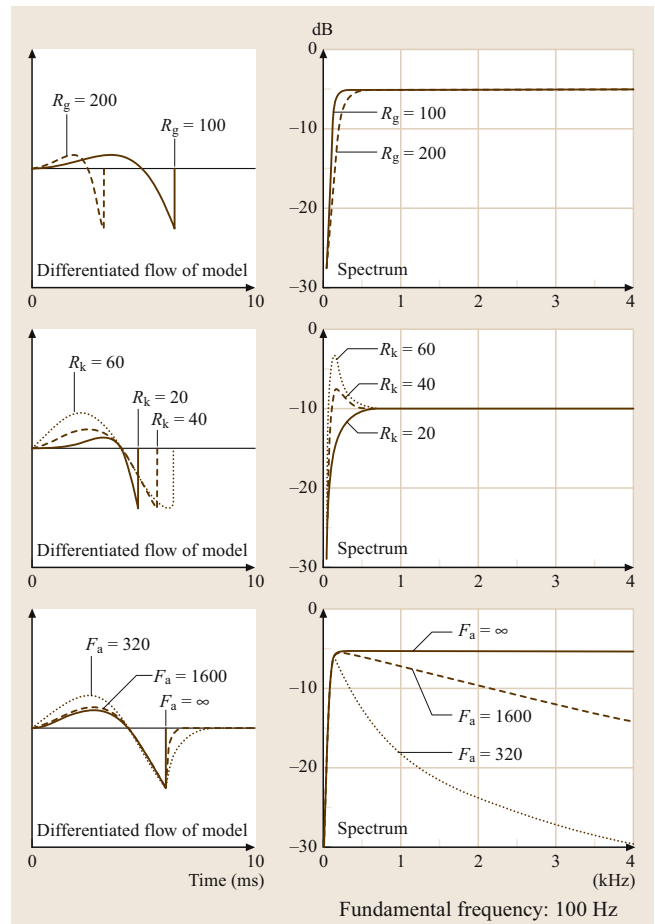 dB
0
−10
−20
−30
R_g = 200
R_g = 100
Differentiated flow of model
0
10
R_g = 100
R_g = 200
Spectrum
0
1
2
3
4
R_k = 60
R_k = 20
R_k = 40
Differentiated flow of model
0
10
0
−10
−20
−30
R_k = 60
R_k = 40
R_k = 20
Spectrum
0
1
2
3
4
F_a = 320
F_a = 1600
F_a = ∞
Differentiated flow of model
0
10
Time (ms)
0
−10
−20
−30
F_a = ∞
F_a = 1600
F_a = 320
Spectrum
0
1
2
3
4
(kHz)
Fundamental frequency: 100 Hz